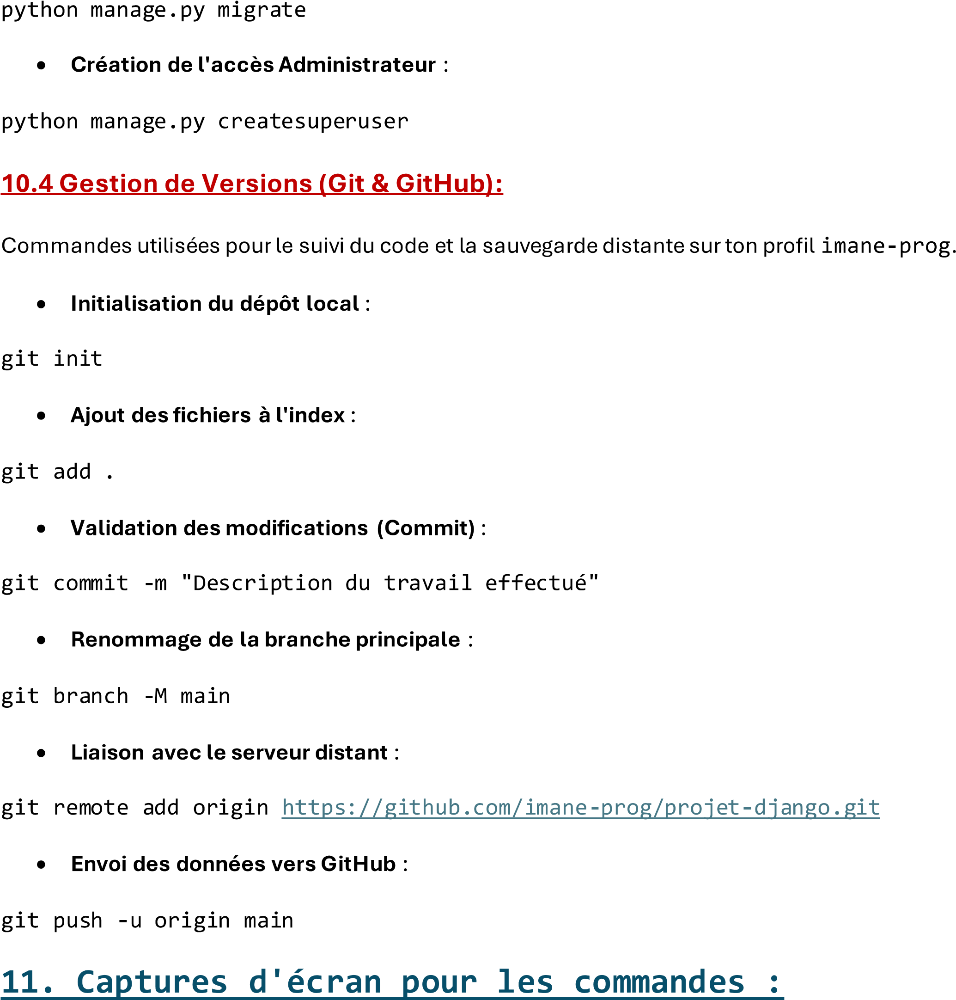 python manage.py migrate
• Création de l'accès Administrateur :
python manage.py createsuperuser
10.4 Gestion de Versions (Git & GitHub):
Commandes utilisées pour le suivi du code et la sauvegarde distante sur ton profil imane-prog.
• Initialisation du dépôt local :
git init
• Ajout des fichiers à l'index :
git add .
• Validation des modifications (Commit) :
git commit -m "Description du travail effectué"
• Renommage de la branche principale :
git branch -M main
• Liaison avec le serveur distant :
git remote add origin https://github.com/imane-prog/projet-django.git
• Envoi des données vers GitHub :
git push -u origin main
11. Captures d'écran pour les commandes :